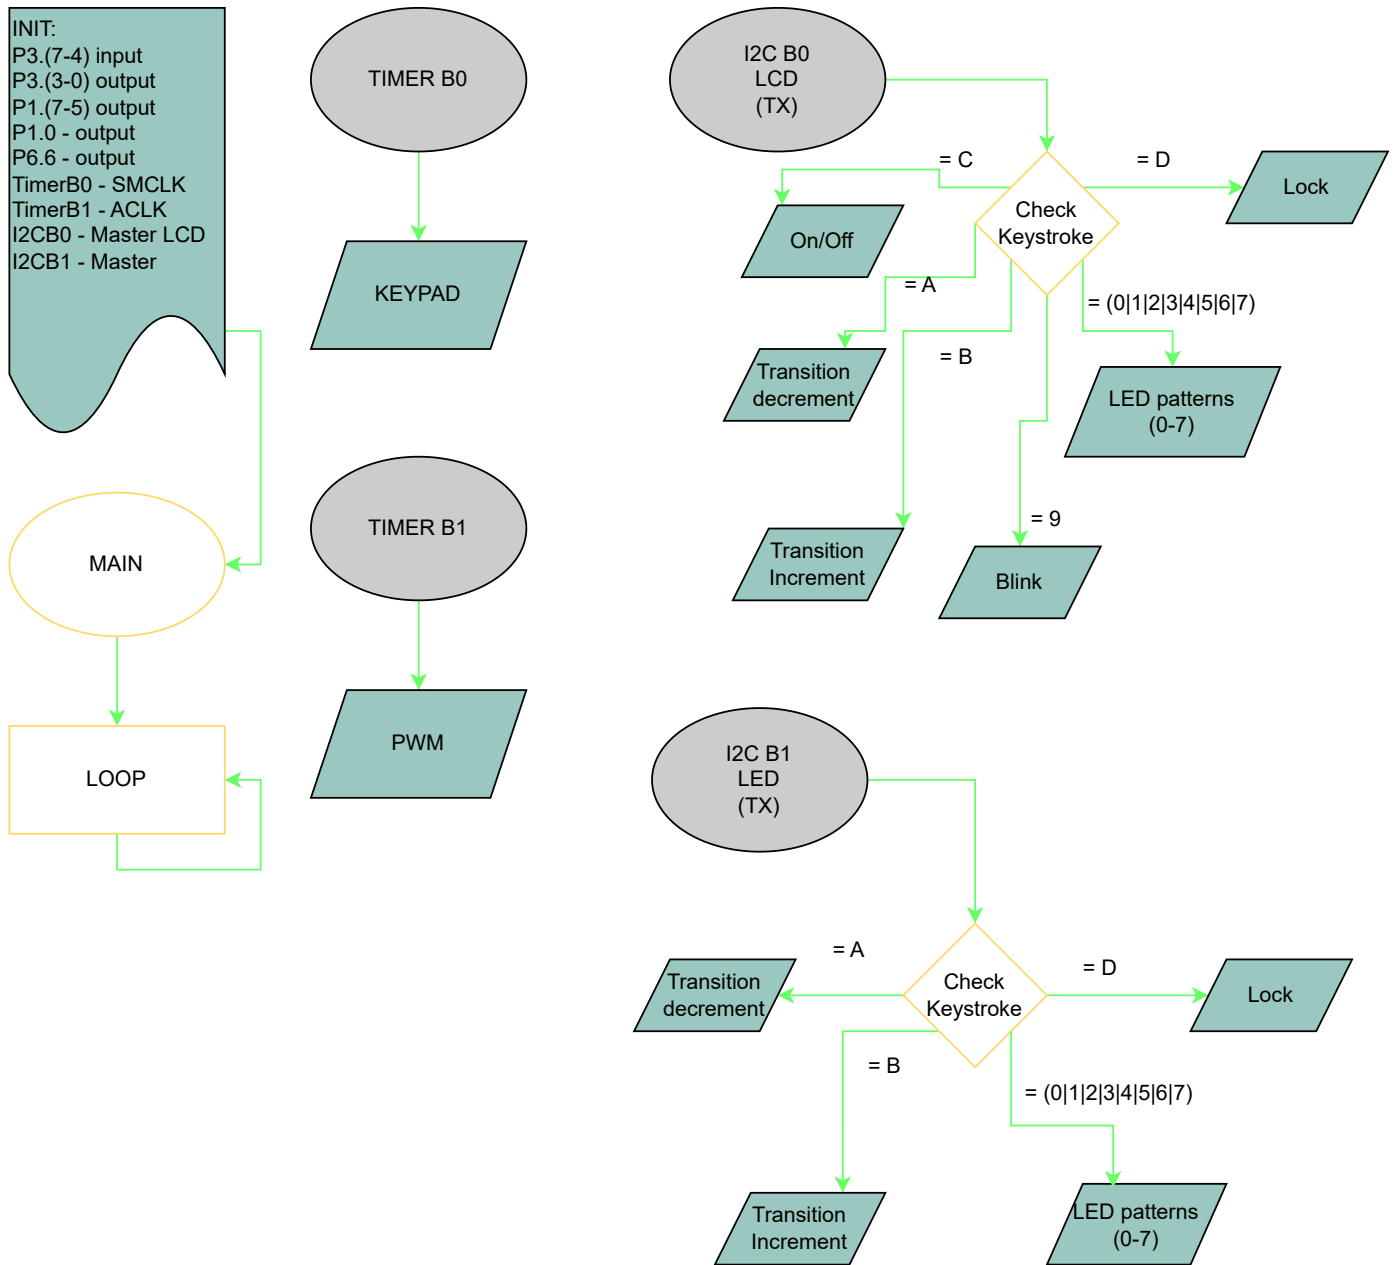 INIT:
P3.(7-4) input
P3.(3-0) output
P1.(7-5) output
P1.0 - output
P6.6 - output
TimerB0 - SMCLK
TimerB1 - ACLK
I2CB0 - Master LCD
I2CB1 - Master
MAIN
LOOP
TIMER B0
KEYPAD
TIMER B1
PWM
I2C B0
LCD
(TX)
Check
Keystroke
= C
On/Off
= D
Lock
= A
Transition
decrement
= B
Transition
Increment
= 9
Blink
= (0|1|2|3|4|5|6|7)
LED patterns
(0-7)
I2C B1
LED
(TX)
Check
Keystroke
= A
Transition
decrement
= D
Lock
= B
Transition
Increment
= (0|1|2|3|4|5|6|7)
LED patterns
(0-7)